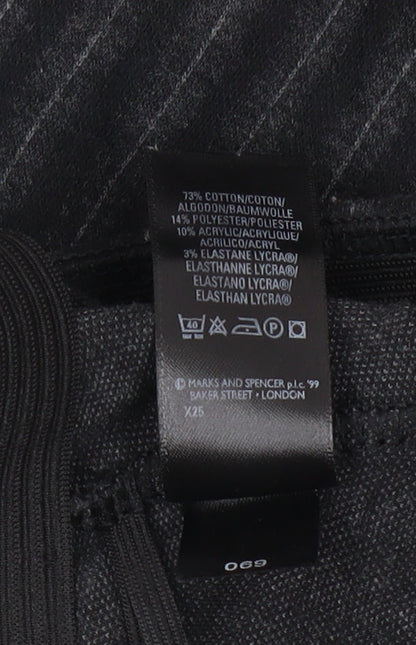 73% COTTON/COTON/
ALGODON/BAUMWOLLE
14% POLYESTER/POLIESTER
10% ACRYLIC/ACRYLIQUE/
ACRILICO/ACRYL
3% ELASTANE LYCRA®/
ELASTHANNE LYCRA®/
ELASTANO LYCRA®/
ELASTHAN LYCRA®/
40 P
© MARKS AND SPENCER p.l.c. '99
BAKER STREET • LONDON
X25
069